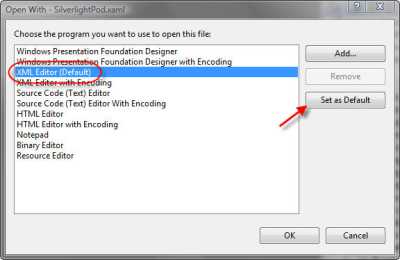 Open With - SilverlightPod.xaml
Choose the program you want to use to open this file:
Windows Presentation Foundation Designer
Windows Presentation Foundation Designer with Encoding
XML Editor (Default)
XML Editor with Encoding
Source Code (Text) Editor
Source Code (Text) Editor With Encoding
HTML Editor
HTML Editor with Encoding
Notepad
Binary Editor
Resource Editor
Add...
Remove
Set as Default
OK
Cancel